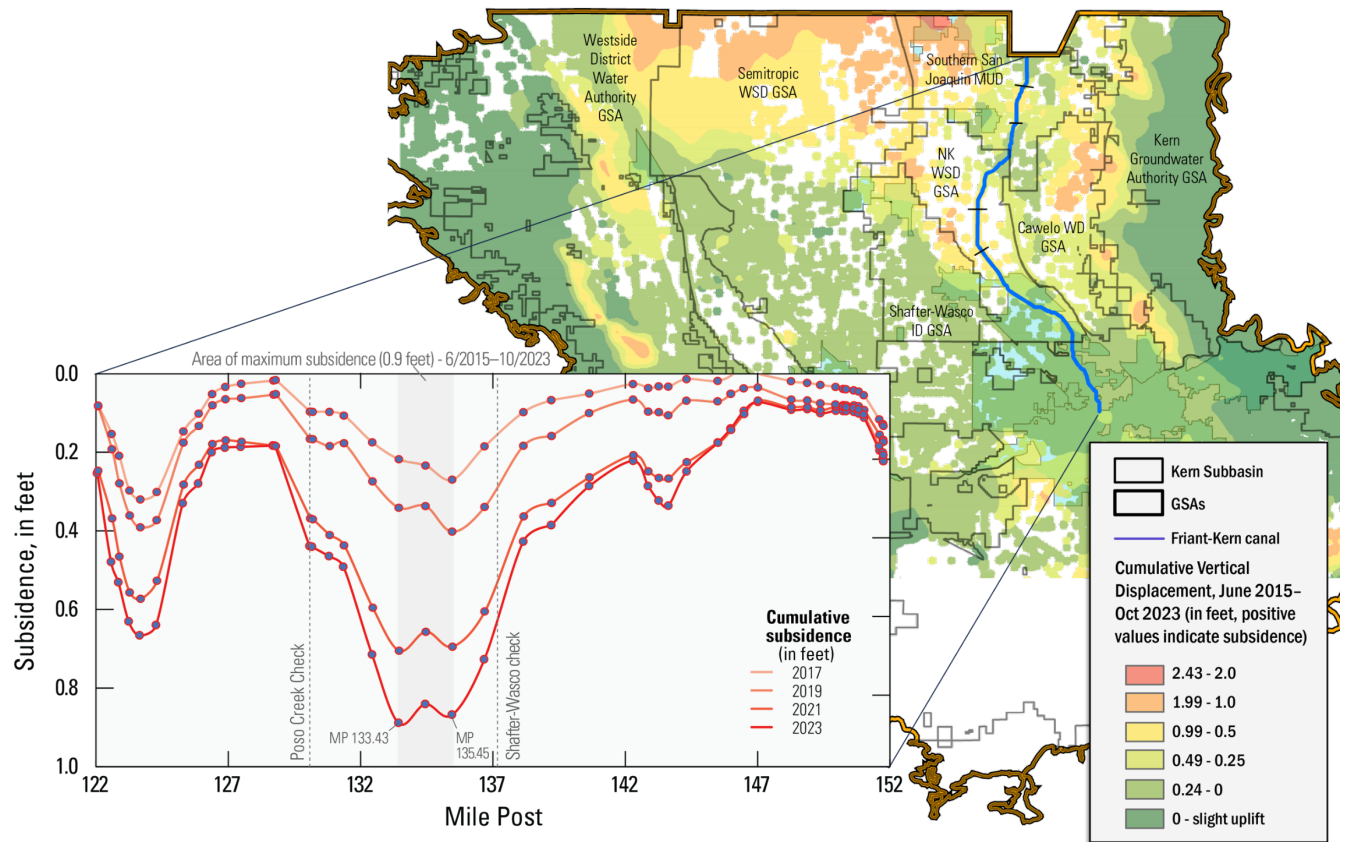 Westside
District
Water
Authority
GSA
Semitropic
WSD GSA
Southern San
Joaquin MUD
NK
WSD
GSA
Kern
Groundwater
Authority GSA
Cawelo WD
GSA
Shafter-Wasco
ID GSA
Area of maximum subsidence (0.9 feet) - 6/2015–10/2023
Subsidence, in feet
0.0
0.2
0.4
0.6
0.8
1.0
Poso Creek Check
MP 133.43
MP
135.45
Shafter-Wasco check
Cumulative
subsidence
(in feet)
2017
2019
2021
2023
122
127
132
137
142
147
152
Mile Post
Kern Subbasin
GSAs
Friant-Kern canal
Cumulative Vertical
Displacement, June 2015–
Oct 2023 (in feet, positive
values indicate subsidence)
2.43 - 2.0
1.99 - 1.0
0.99 - 0.5
0.49 - 0.25
0.24 - 0
0 - slight uplift